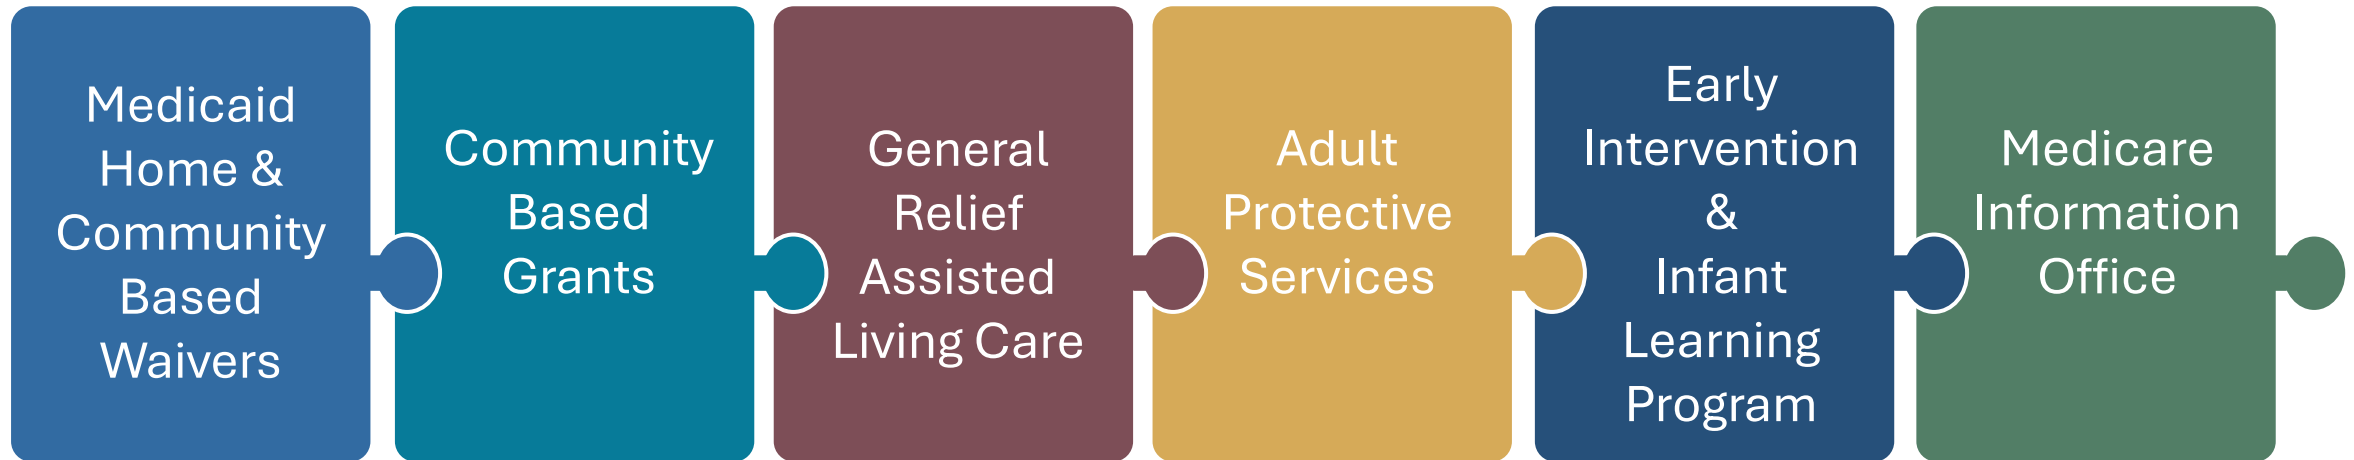 Medicaid
Home &
Community
Based
Waivers
Community
Based
Grants
General
Relief
Assisted
Living Care
Adult
Protective
Services
Early
Intervention
&
Infant
Learning
Program
Medicare
Information
Office